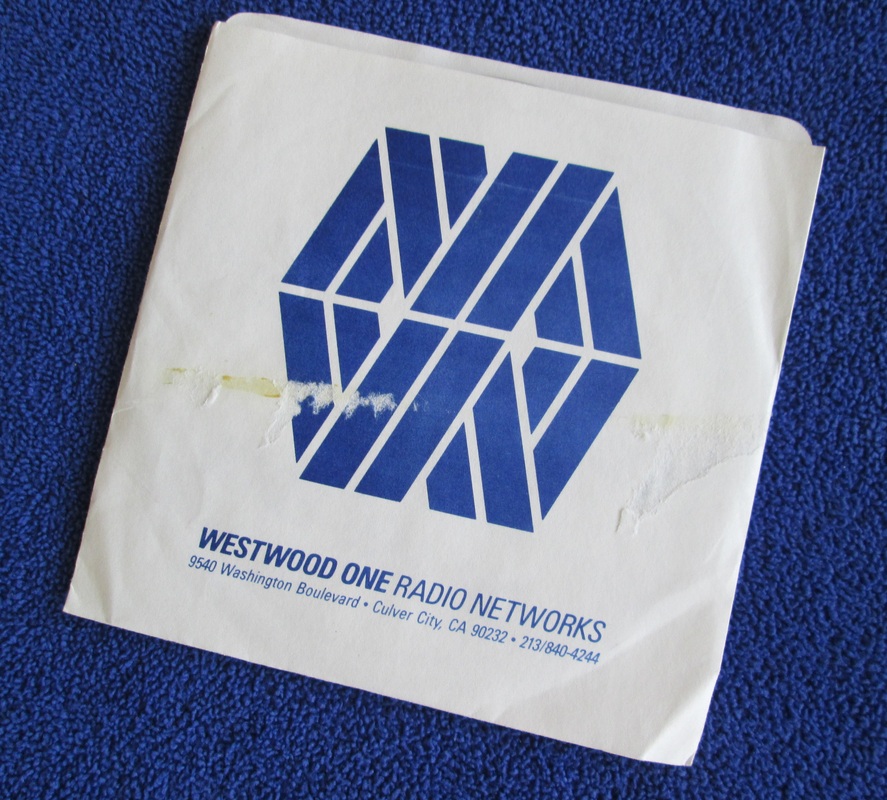 WESTWOOD ONE RADIO NETWORKS
9540 Washington Boulevard • Culver City, CA 90232 • 213/840-4244